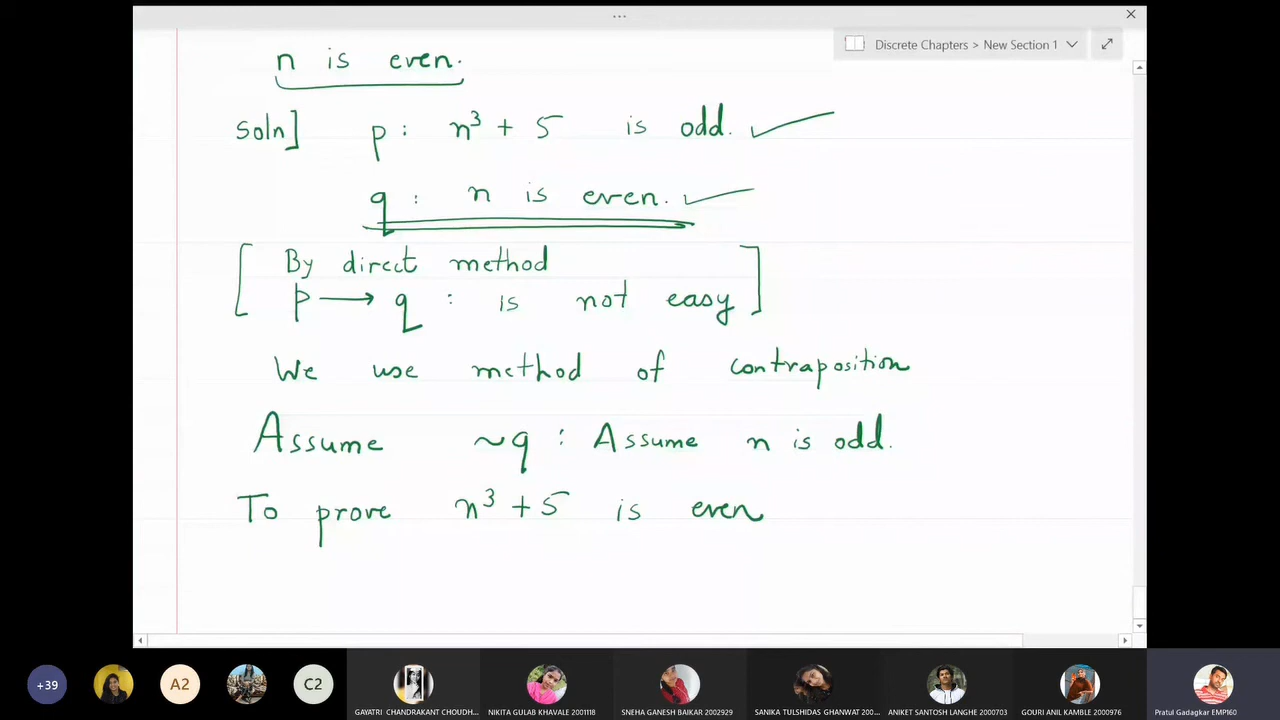 Discrete Chapters > New Section 1
n is even.
soln] p : n³ + 5 is odd.
q : n is even.
By direct method
p → q : is not easy
We use method of contraposition
Assume ~q : Assume n is odd.
To prove n³ + 5 is even
+39
A2
C2
GAYATRI CHANDRAKANT CHOUDH...
NIKITA GULAB KHAVALE 2001118
SNEHA GANESH BAIKAR 2002929
SANIKA TULSHIDAS GHANWAT 200...
ANIKET SANTOSH LANGHE 2000703
GOURI ANIL KAMBLE 2000976
Pratul Gadagkar EMP160